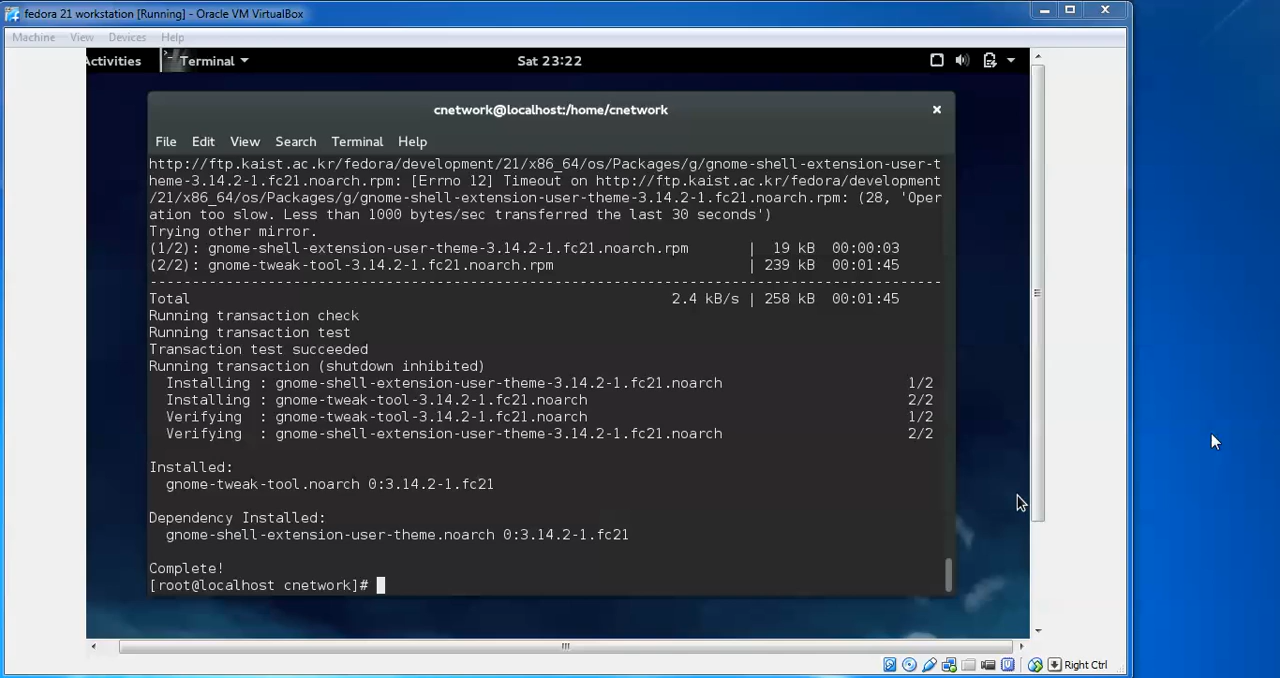 fedora 21 workstation [Running] - Oracle VM VirtualBox
Machine View Devices Help
Activities Terminal Sat 23:22
cnetwork@localhost:/home/cnetwork
File Edit View Search Terminal Help
http://ftp.kaist.ac.kr/fedora/development/21/x86_64/os/Packages/g/gnome-shell-extension-user-t
heme-3.14.2-1.fc21.noarch.rpm: [Errno 12] Timeout on http://ftp.kaist.ac.kr/fedora/development
/21/x86_64/os/Packages/g/gnome-shell-extension-user-theme-3.14.2-1.fc21.noarch.rpm: (28, 'Oper
ation too slow. Less than 1000 bytes/sec transferred the last 30 seconds')
Trying other mirror.
(1/2): gnome-shell-extension-user-theme-3.14.2-1.fc21.noarch.rpm | 19 kB 00:00:03
(2/2): gnome-tweak-tool-3.14.2-1.fc21.noarch.rpm | 239 kB 00:01:45
--------------------------------------------------------------------------------
Total 2.4 kB/s | 258 kB 00:01:45
Running transaction check
Running transaction test
Transaction test succeeded
Running transaction (shutdown inhibited)
Installing : gnome-shell-extension-user-theme-3.14.2-1.fc21.noarch 1/2
Installing : gnome-tweak-tool-3.14.2-1.fc21.noarch 2/2
Verifying : gnome-tweak-tool-3.14.2-1.fc21.noarch 1/2
Verifying : gnome-shell-extension-user-theme-3.14.2-1.fc21.noarch 2/2
Installed:
gnome-tweak-tool.noarch 0:3.14.2-1.fc21
Dependency Installed:
gnome-shell-extension-user-theme.noarch 0:3.14.2-1.fc21
Complete!
[root@localhost cnetwork]#
Right Ctrl